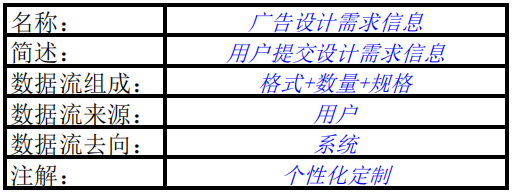 名称： 广告设计需求信息
简述： 用户提交设计需求信息
数据流组成： 格式+数量+规格
数据流来源： 用户
数据流去向： 系统
注解： 个性化定制